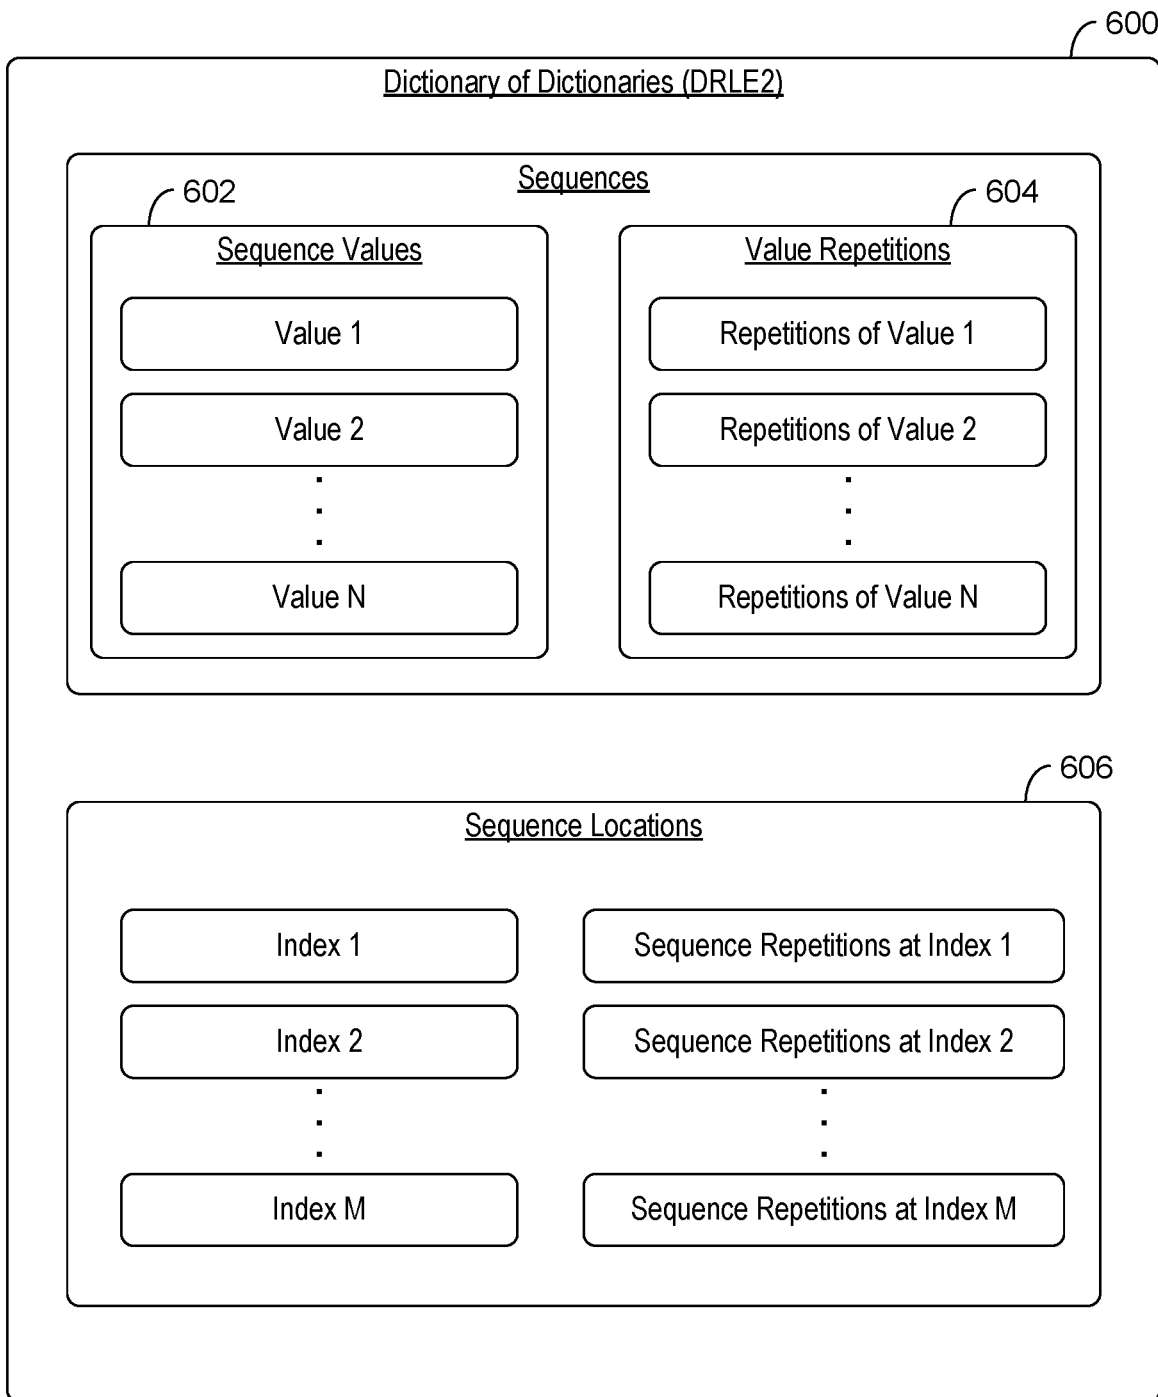 600
Dictionary of Dictionaries (DRLE2)
Sequences
602
604
Sequence Values
Value Repetitions
Value 1
Repetitions of Value 1
Value 2
Repetitions of Value 2
Value N
Repetitions of Value N
606
Sequence Locations
Index 1
Sequence Repetitions at Index 1
Index 2
Sequence Repetitions at Index 2
Index M
Sequence Repetitions at Index M